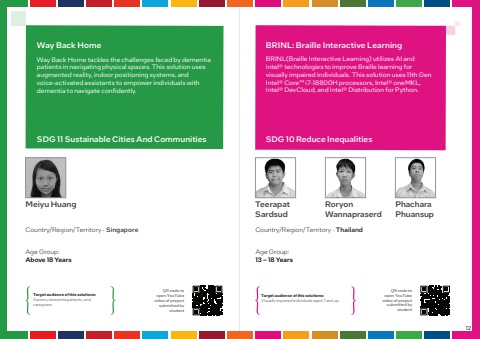 Way Back Home
Way Back Home tackles the challenges faced by dementia
patients in navigating physical spaces. This solution uses
augmented reality, indoor positioning systems, and
voice-activated assistants to empower individuals with
dementia to navigate confidently.
SDG 11 Sustainable Cities And Communities
Meiyu Huang
Country/Region/Territory - Singapore
Age Group:
Above 18 Years
Target audience of this solutions:
Seniors, dementia patients, and
caregivers
QR code to
open YouTube
video of project
submitted by
student
BRINL: Braille Interactive Learning
BRINL(Braille Interactive Learning) utilizes AI and
Intel® technologies to improve Braille learning for
visually impaired individuals. This solution uses 11th Gen
Intel® Core™ i7-11800H processors, Intel® oneMKL,
Intel® DevCloud, and Intel® Distribution for Python.
SDG 10 Reduce Inequalities
Teerapat
Sardsud
Roryon
Wannapraserd
Phachara
Phuansup
Country/Region/Territory - Thailand
Age Group:
13 – 18 Years
Target audience of this solutions:
Visually impaired individuals aged 7 and up
QR code to
open YouTube
video of project
submitted by
student
12